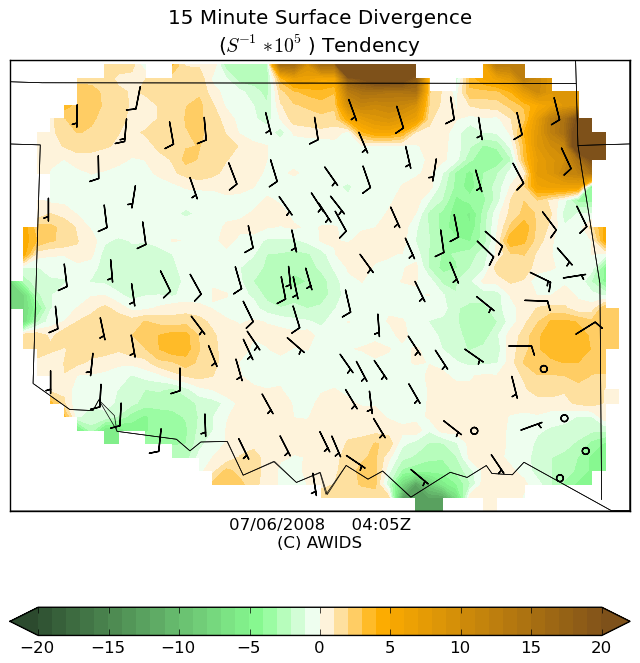 15 Minute Surface Divergence
(S⁻¹ *10⁵ ) Tendency
07/06/2008 04:05Z
(C) AWIDS
−20 −15 −10 −5 0 5 10 15 20